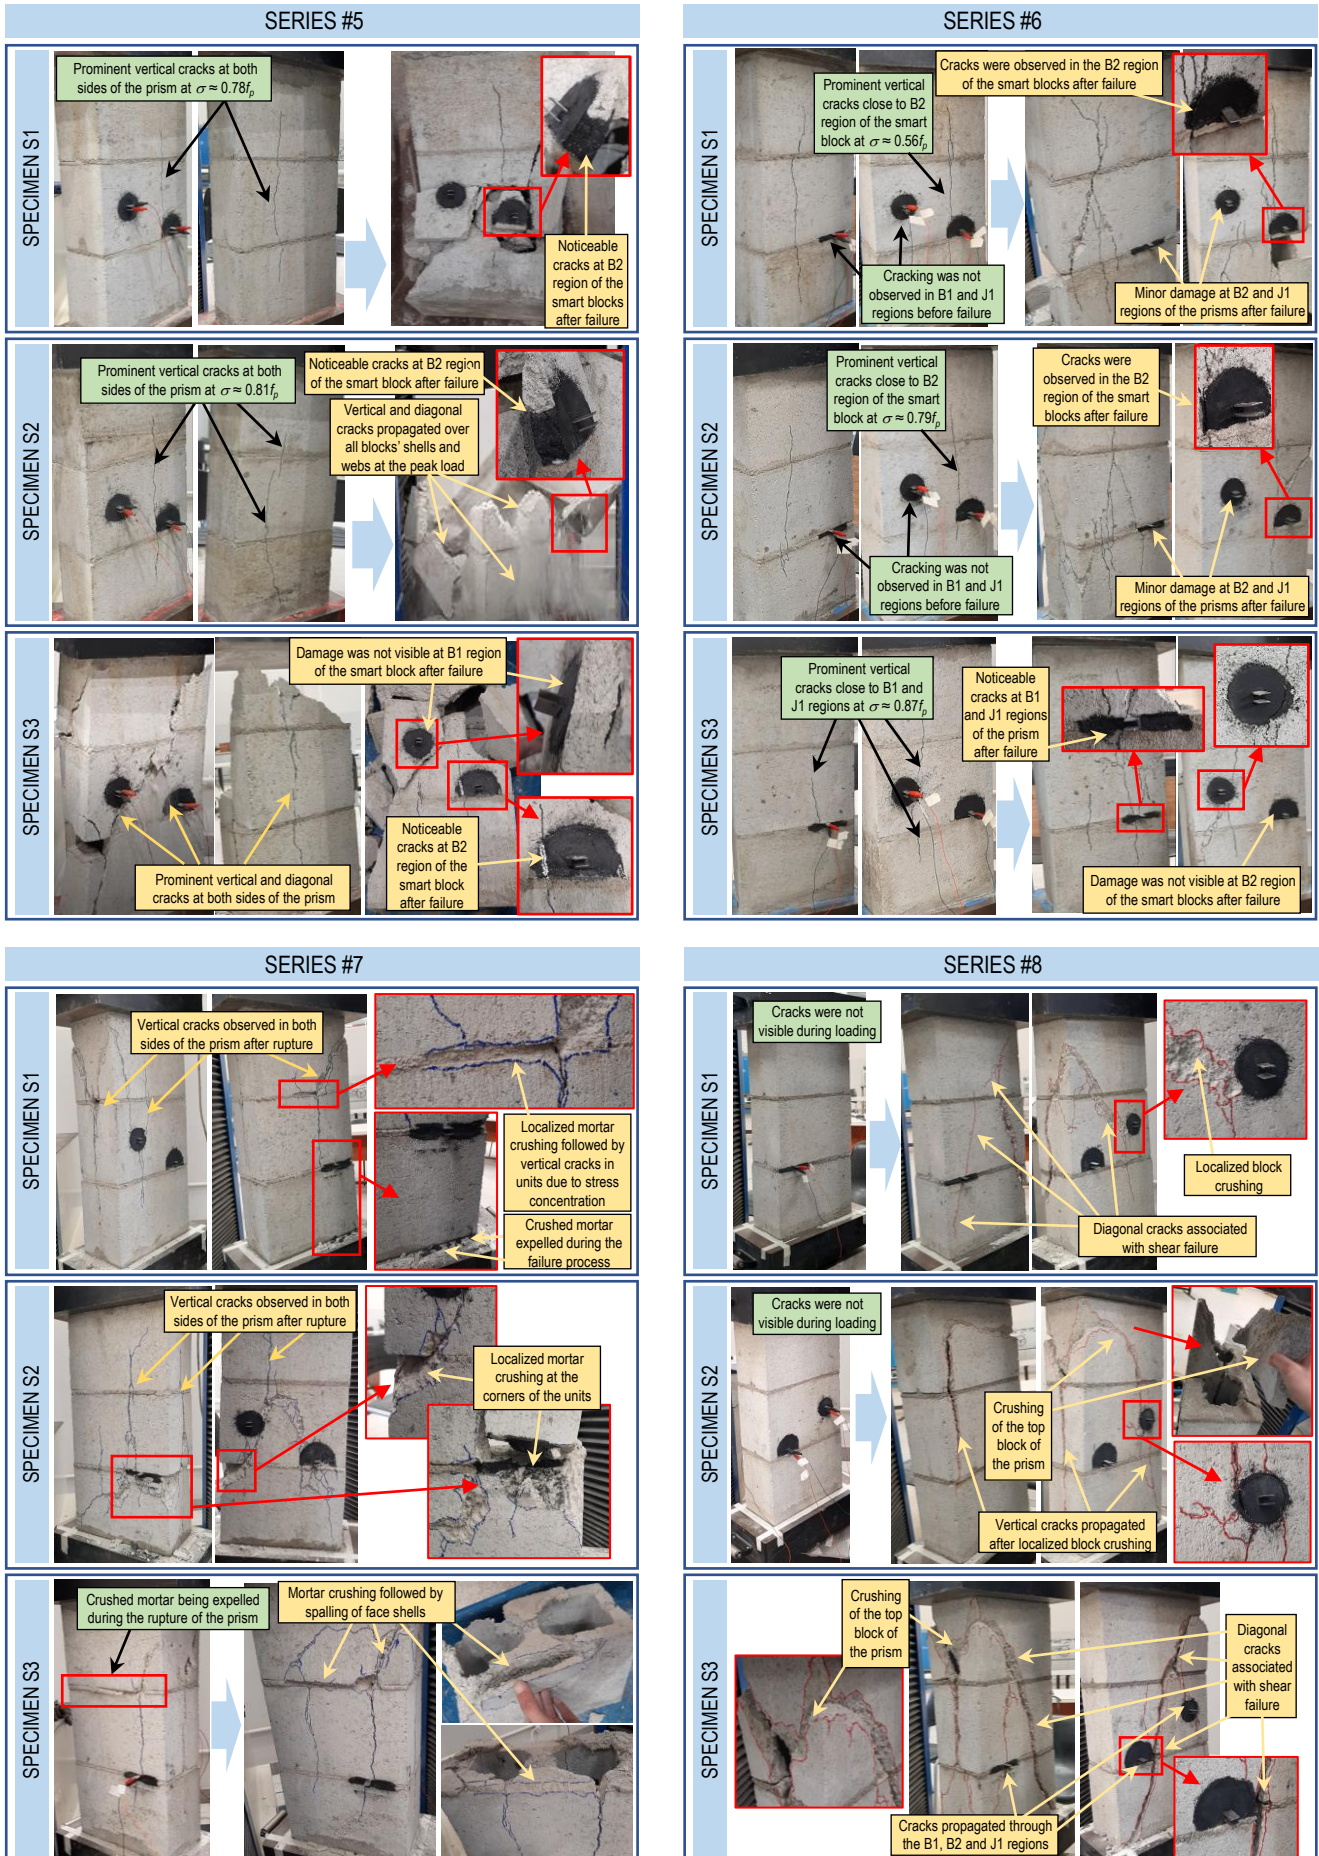 SERIES #5
SPECIMEN S1
Prominent vertical cracks at both
sides of the prism at σ ≈ 0.78fp
Noticeable
cracks at B2
region of the
smart blocks
after failure
SPECIMEN S2
Prominent vertical cracks at both
sides of the prism at σ ≈ 0.81fp
Noticeable cracks at B2 region
of the smart block after failure
Vertical and diagonal
cracks propagated over
all blocks' shells and
webs at the peak load
SPECIMEN S3
Damage was not visible at B1 region
of the smart block after failure
Prominent vertical and diagonal
cracks at both sides of the prism
Noticeable
cracks at B2
region of the
smart block
after failure
SERIES #6
SPECIMEN S1
Prominent vertical
cracks close to B2
region of the smart
block at σ ≈ 0.56fp
Cracks were observed in the B2 region
of the smart blocks after failure
Cracking was not
observed in B1 and J1
regions before failure
Minor damage at B2 and J1
regions of the prisms after failure
SPECIMEN S2
Prominent vertical
cracks close to B2
region of the smart
block at σ ≈ 0.79fp
Cracks were
observed in the B2
region of the smart
blocks after failure
Cracking was not
observed in B1 and J1
regions before failure
Minor damage at B2 and J1
regions of the prisms after failure
SPECIMEN S3
Prominent vertical
cracks close to B1 and
J1 regions at σ ≈ 0.87fp
Noticeable
cracks at B1
and J1 regions
of the prism
after failure
Damage was not visible at B2 region
of the smart blocks after failure
SERIES #7
SPECIMEN S1
Vertical cracks observed in both
sides of the prism after rupture
Localized mortar
crushing followed by
vertical cracks in
units due to stress
concentration
Crushed mortar
expelled during the
failure process
SPECIMEN S2
Vertical cracks observed in both
sides of the prism after rupture
Localized mortar
crushing at the
corners of the units
SPECIMEN S3
Crushed mortar being expelled
during the rupture of the prism
Mortar crushing followed by
spalling of face shells
SERIES #8
SPECIMEN S1
Cracks were not
visible during loading
Localized block
crushing
Diagonal cracks associated
with shear failure
SPECIMEN S2
Cracks were not
visible during loading
Crushing
of the top
block of
the prism
Vertical cracks propagated
after localized block crushing
SPECIMEN S3
Crushing
of the top
block of
the prism
Diagonal
cracks
associated
with shear
failure
Cracks propagated through
the B1, B2 and J1 regions